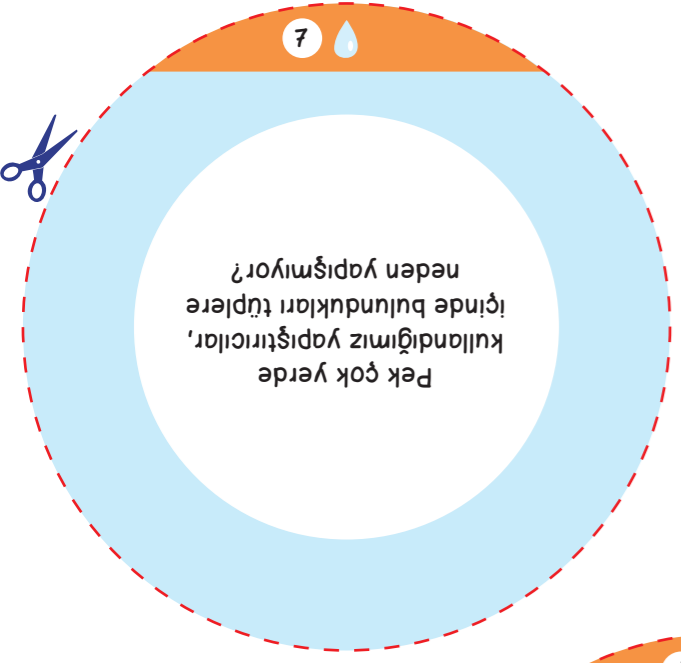 7
Pek çok yerde
kullandığımız yapıştırıcılar,
içinde bulundukları tüplere
neden yapışmıyor?